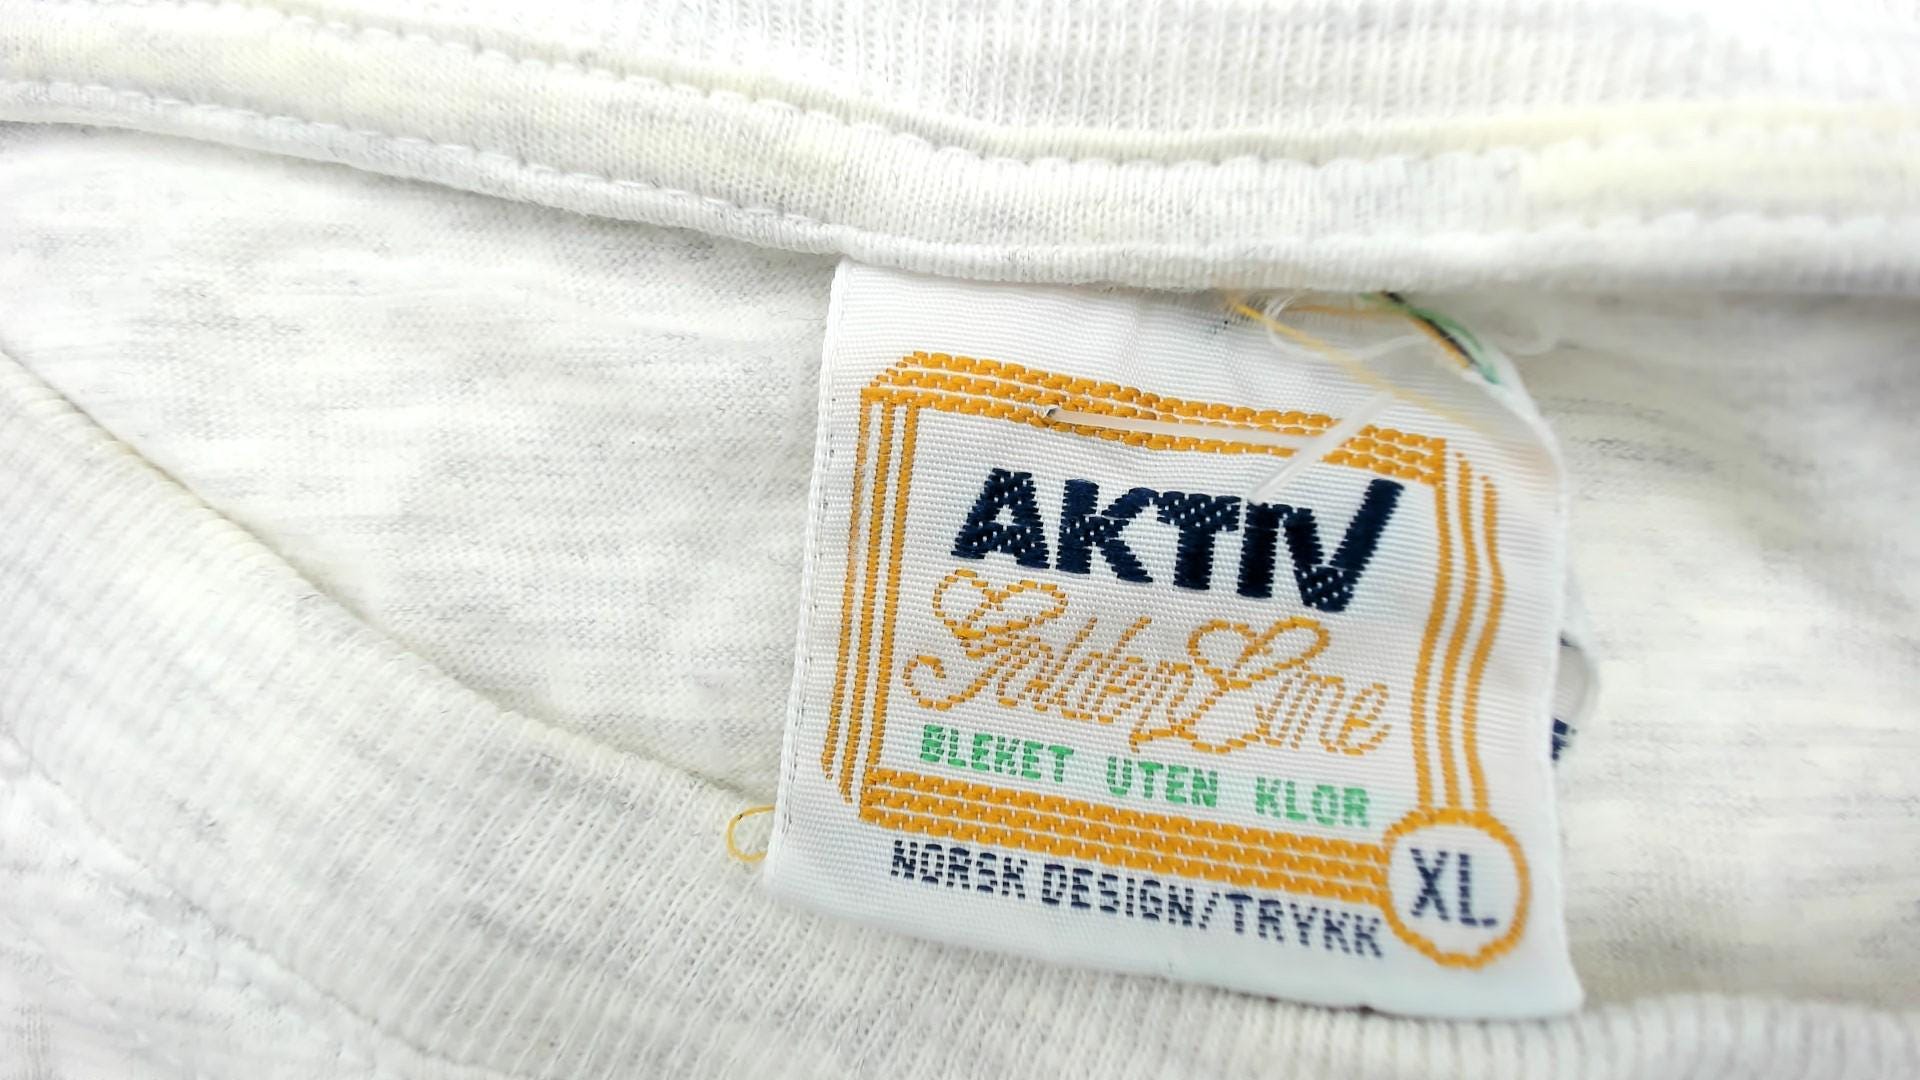 AKTIV
Golden Line
BLEKET UTEN KLOR
NORSK DESIGN/TRYKK
XL